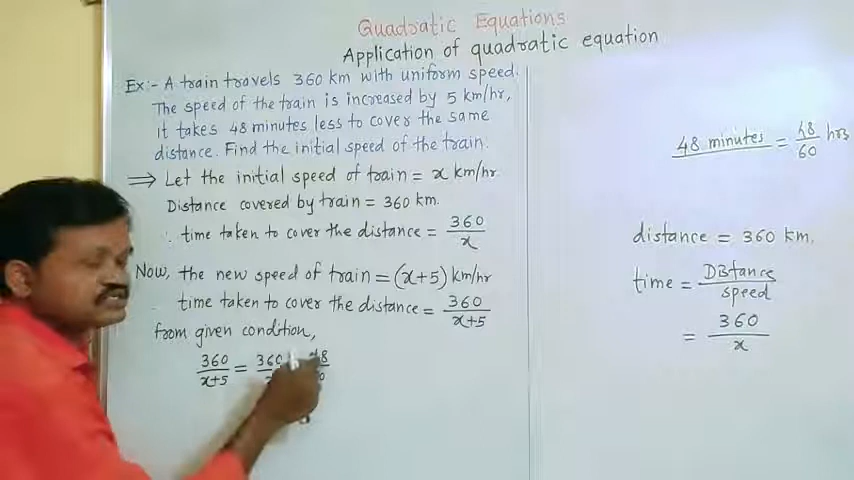 Quadratic Equations
Application of quadratic equation
Ex:- A train travels 360 km with uniform speed.
The speed of the train is increased by 5 km/hr,
it takes 48 minutes less to cover the same
distance. Find the initial speed of the train.
⟹ Let the initial speed of train = x km/hr
Distance covered by train = 360 km.
∴ time taken to cover the distance = 360/x
Now, the new speed of train = (x+5) km/hr
time taken to cover the distance = 360/x+5
from given condition,
360/x+5 = 360
48 minutes = 48/60 hrs
distance = 360 km.
time = Distance/speed
= 360/x